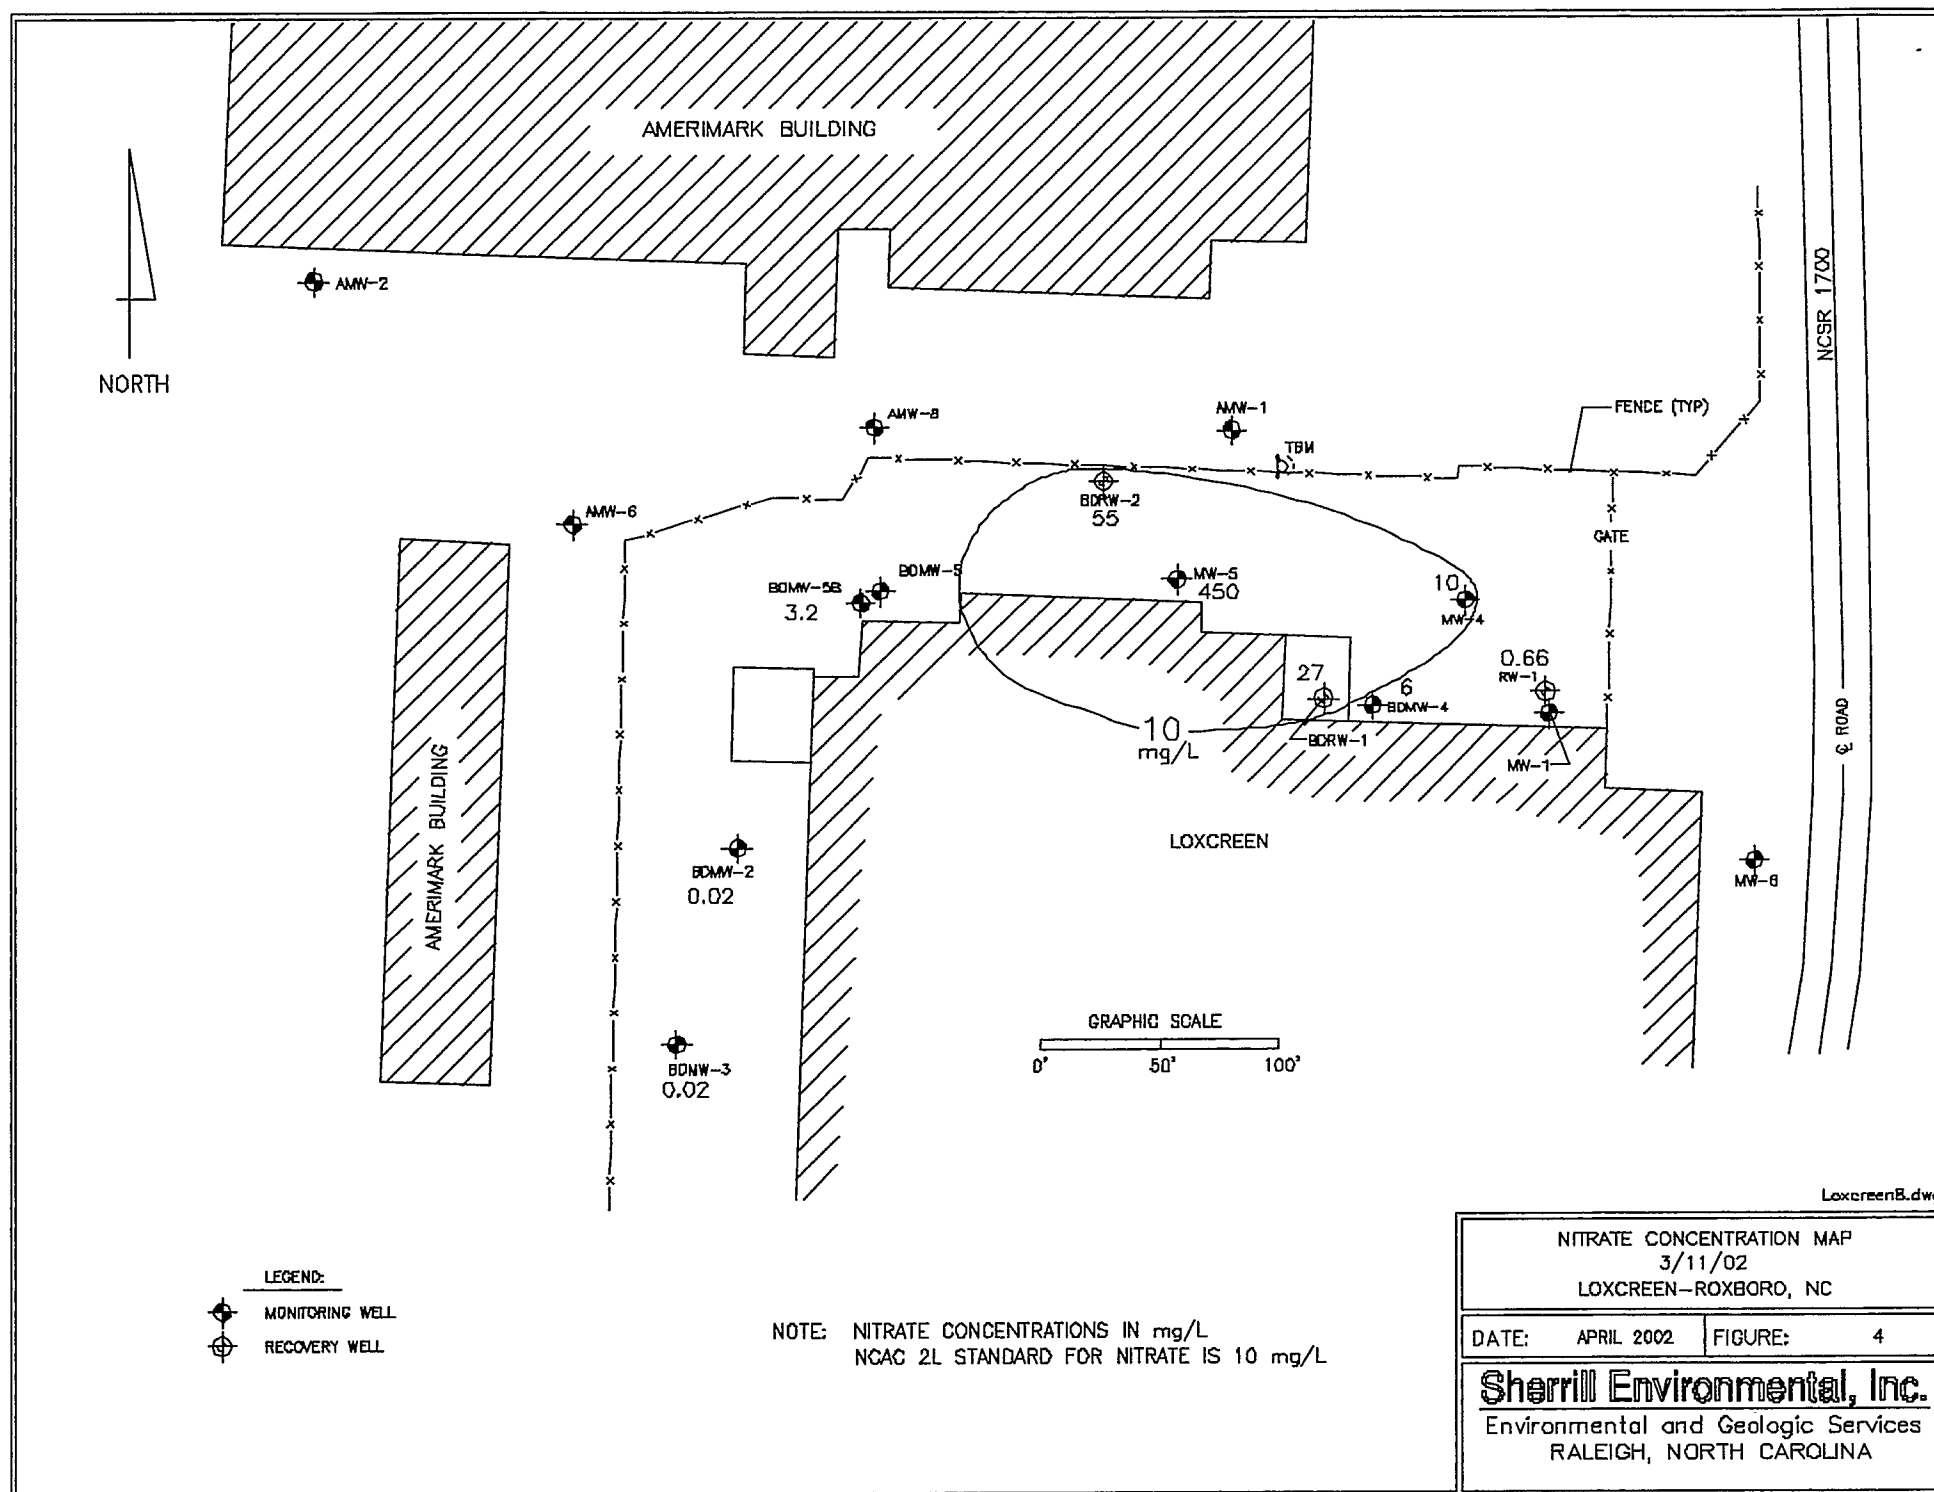 AMERIMARK BUILDING
NORTH
AMW-2
NCSR 1700
AMW-8
AMW-1
TBM
FENCE (TYP)
AMW-6
BDRW-2
55
GATE
BDMW-5
BDMW-5B
3.2
MW-5
450
10
MW-4
0.66
RW-1
27
6
BDMW-4
BDRW-1
MW-1
10
mg/L
AMERIMARK BUILDING
℄ ROAD
LOXCREEN
BDMW-2
0.02
MW-6
GRAPHIC SCALE
0' 50' 100'
BDMW-3
0.02
LoxcreenB.dw
NITRATE CONCENTRATION MAP
3/11/02
LOXCREEN-ROXBORO, NC
DATE: APRIL 2002 FIGURE: 4
Sherrill Environmental, Inc.
Environmental and Geologic Services
RALEIGH, NORTH CAROLINA
LEGEND:
MONITORING WELL
RECOVERY WELL
NOTE: NITRATE CONCENTRATIONS IN mg/L
NCAC 2L STANDARD FOR NITRATE IS 10 mg/L